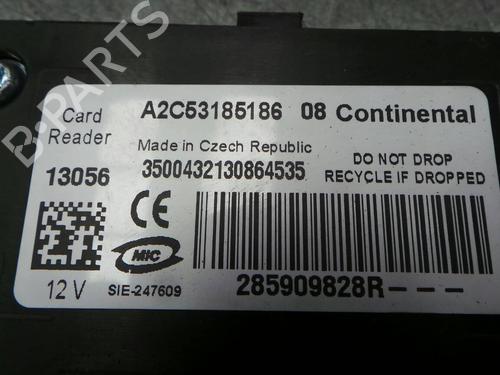 B-PARTS
Card Reader
A2C53185186 08 Continental
Made in Czech Republic
13056
3500432130864535
DO NOT DROP
RECYCLE IF DROPPED
CE
MIC
12 V
SIE-247609
285909828R---